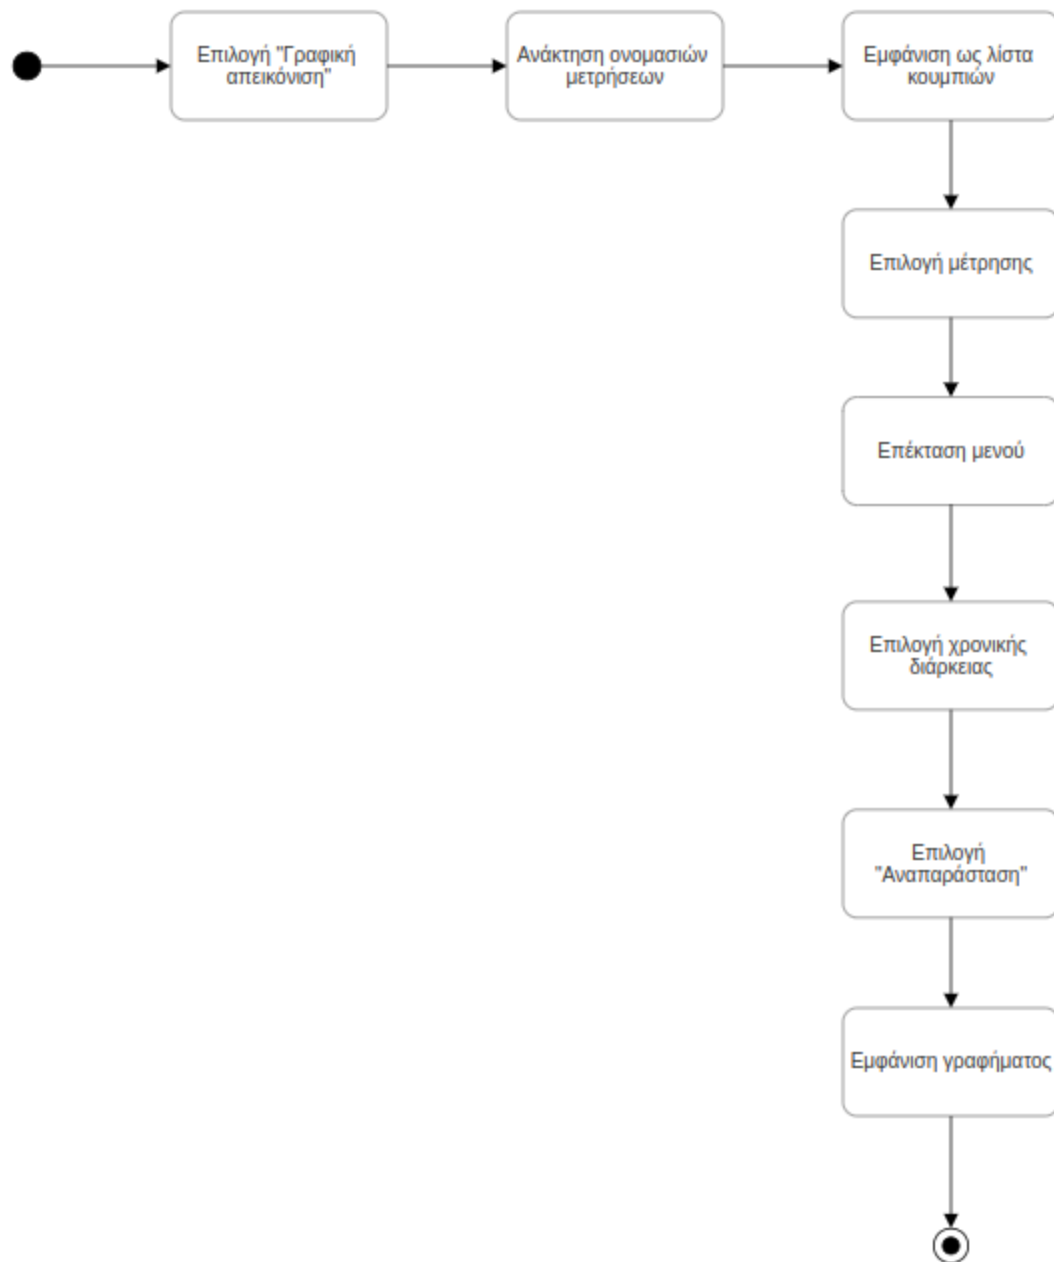 Επιλογή "Γραφική
απεικόνιση"
Ανάκτηση ονομασιών
μετρήσεων
Εμφάνιση ως λίστα
κουμπιών
Επιλογή μέτρησης
Επέκταση μενού
Επιλογή χρονικής
διάρκειας
Επιλογή
"Αναπαράσταση"
Εμφάνιση γραφήματος